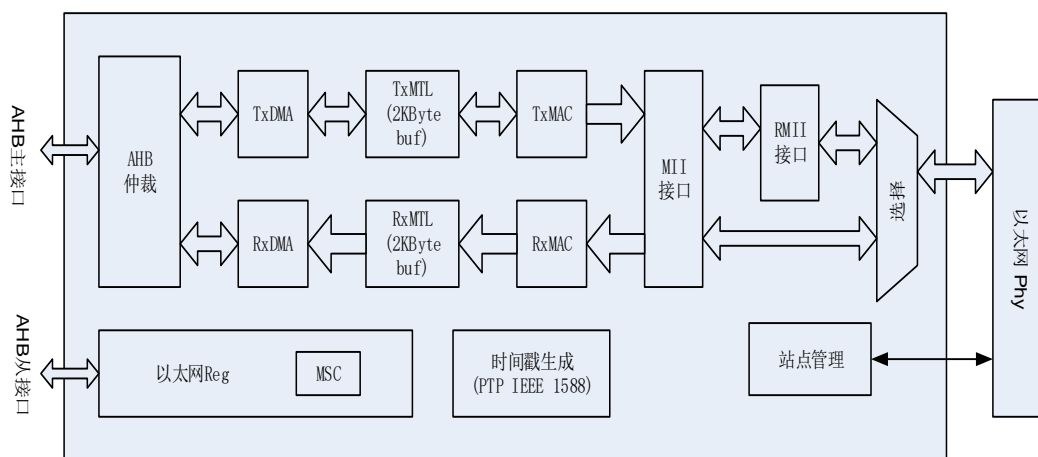 AHB主接口
AHB
仲裁
TxDMA
TxMTL
(2KByte
buf)
TxMAC
MII
接口
RMII
接口
选择
以太网 Phy
RxDMA
RxMTL
(2KByte
buf)
RxMAC
AHB从接口
以太网Reg
MSC
时间戳生成
(PTP IEEE 1588)
站点管理